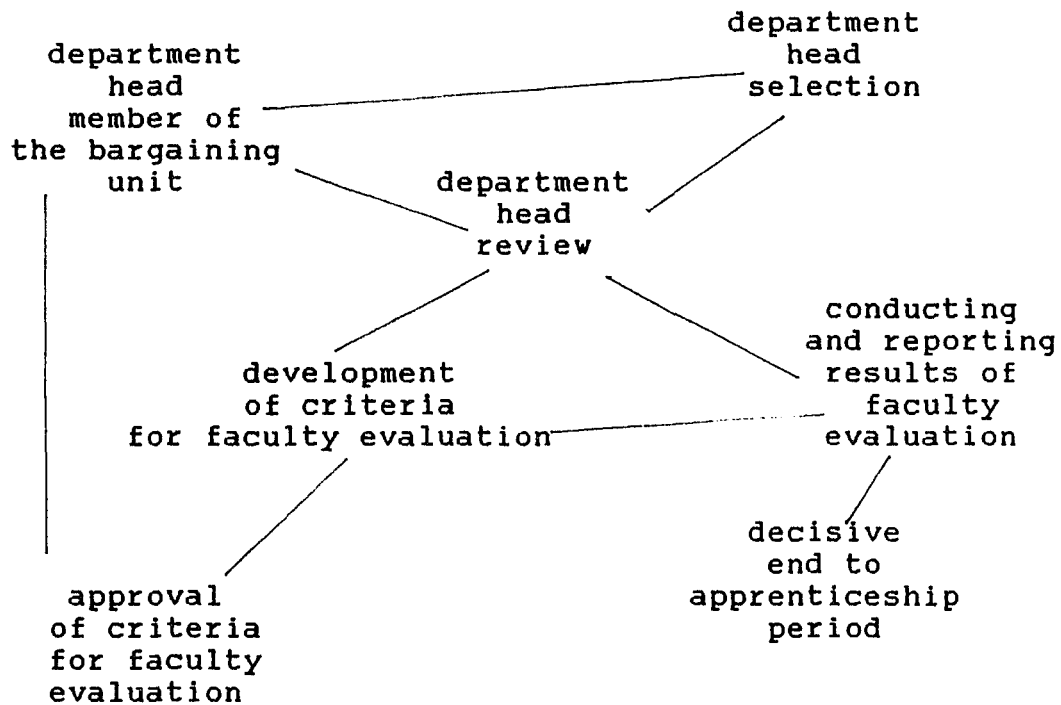 department
head
member of
the bargaining
unit
department
head
selection
department
head
review
development
of criteria
for faculty evaluation
conducting
and reporting
results of
faculty
evaluation
approval
of criteria
for faculty
evaluation
decisive
end to
apprenticeship
period